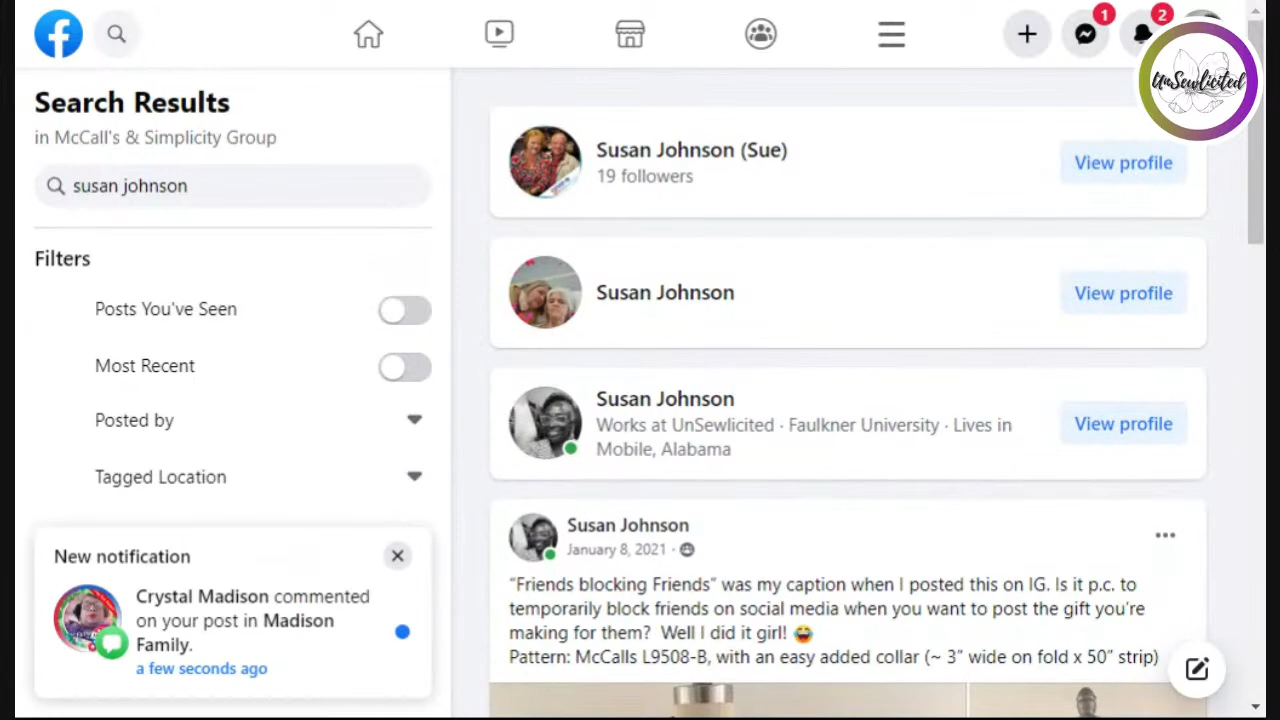 1
2
UnSewlicited
Search Results
in McCall's & Simplicity Group
susan johnson
Filters
Posts You've Seen
Most Recent
Posted by
Tagged Location
New notification
Crystal Madison commented
on your post in Madison
Family.
a few seconds ago
Susan Johnson (Sue)
19 followers
View profile
Susan Johnson
View profile
Susan Johnson
Works at UnSewlicited · Faulkner University · Lives in
Mobile, Alabama
View profile
Susan Johnson
January 8, 2021 ·
“Friends blocking Friends” was my caption when I posted this on IG. Is it p.c. to
temporarily block friends on social media when you want to post the gift you’re
making for them? Well I did it girl! 😂
Pattern: McCalls L9508-B, with an easy added collar (~ 3” wide on fold x 50” strip)